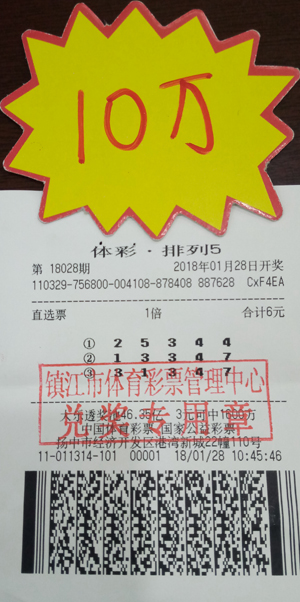 10万
体彩·排列5
第 18028期 2018年01月28日开奖
110329-756800-004108-878408 887628 CxF4EA
直选票 1倍 合计6元
① 2 5 3 4 4
② 1 3 3 4 7
③ 3 1 3 4 7
镇江市体育彩票管理中心
兑奖专用章
大乐透奖池46.35亿 3元可中1600万
中国体育彩票 国家公益彩票
扬中市经济开发区港湾新城22幢110号
11-011314-101 00001 18/01/28 10:45:46